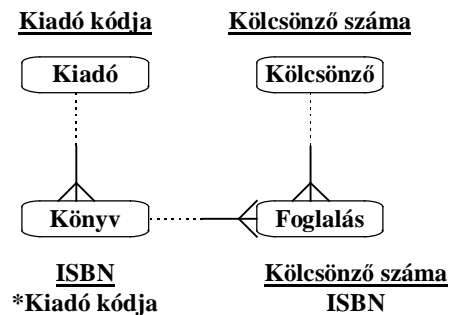 Kiadó kódja
Kölcsönző száma
Kiadó
Kölcsönző
Könyv
Foglalás
ISBN
*Kiadó kódja
Kölcsönző száma
ISBN